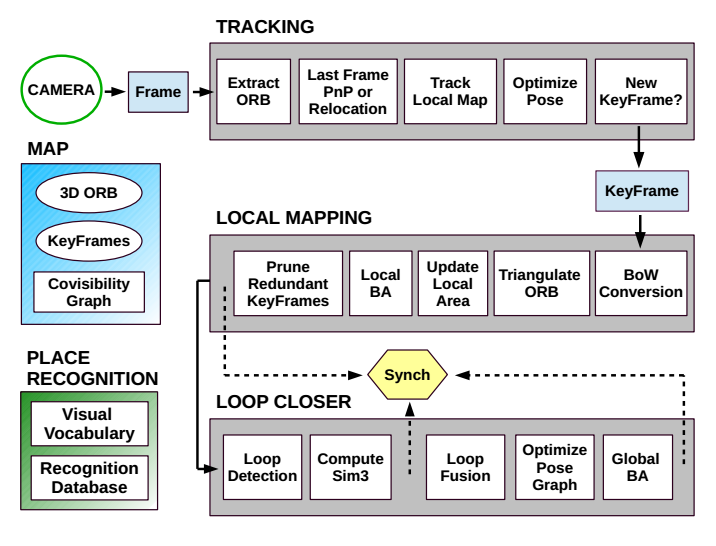 TRACKING
CAMERA
Frame
Extract
ORB
Last Frame
PnP or
Relocation
Track
Local Map
Optimize
Pose
New
KeyFrame?
MAP
3D ORB
KeyFrames
Covisibility
Graph
KeyFrame
LOCAL MAPPING
Prune
Redundant
KeyFrames
Local
BA
Update
Local
Area
Triangulate
ORB
BoW
Conversion
PLACE
RECOGNITION
Visual
Vocabulary
Recognition
Database
Synch
LOOP CLOSER
Loop
Detection
Compute
Sim3
Loop
Fusion
Optimize
Pose
Graph
Global
BA